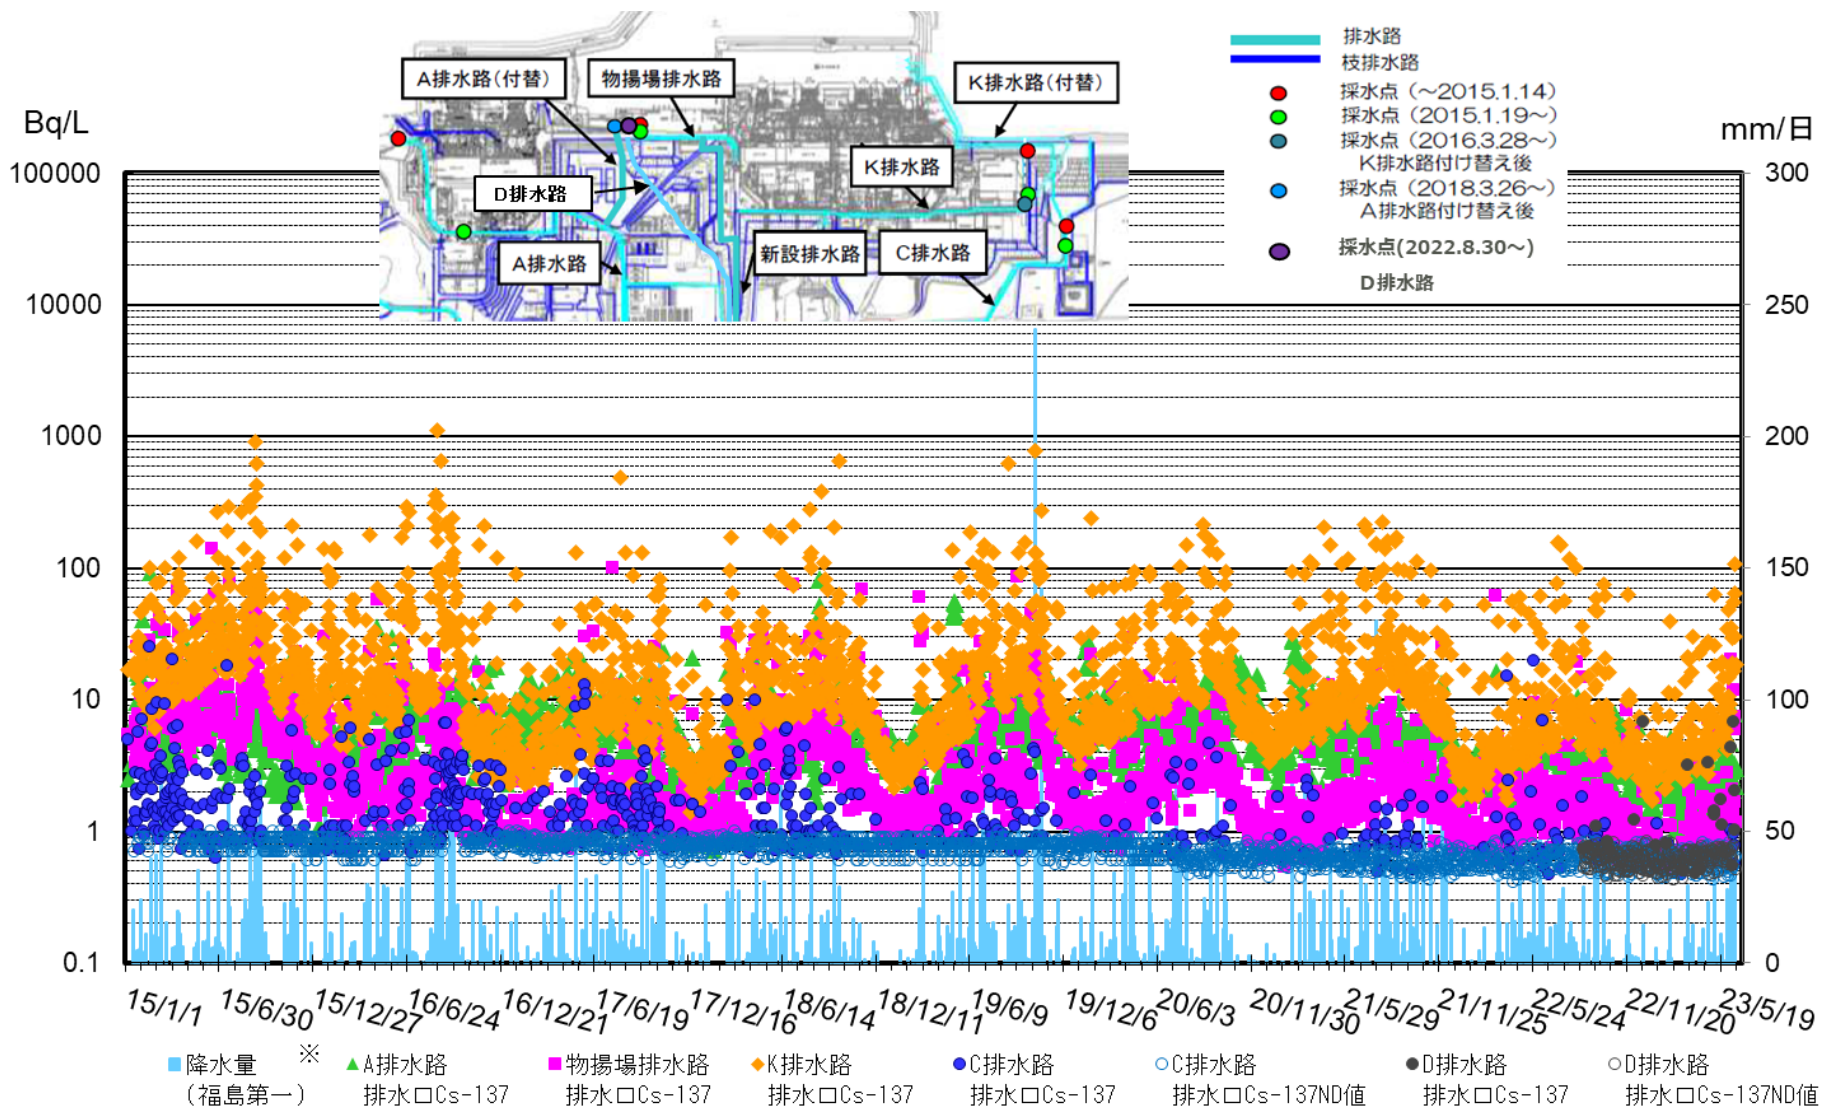 A排水路(付替)
物揚場排水路
K排水路(付替)
K排水路
D排水路
A排水路
新設排水路
C排水路
排水路
枝排水路
採水点（～2015.1.14）
採水点（2015.1.19～）
採水点（2016.3.28～）
K排水路付け替え後
採水点（2018.3.26～）
A排水路付け替え後
採水点(2022.8.30～)
D排水路
Bq/L
mm/日
100000
10000
1000
100
10
1
0.1
300
250
200
150
100
50
0
15/1/1
15/6/30
15/12/27
16/6/24
16/12/21
17/6/19
17/12/16
18/6/14
18/12/11
19/6/9
19/12/6
20/6/3
20/11/30
21/5/29
21/11/25
22/5/24
22/11/20
23/5/19
降水量 ※
(福島第一)
A排水路
排水口Cs-137
物揚場排水路
排水口Cs-137
K排水路
排水口Cs-137
C排水路
排水口Cs-137
C排水路
排水口Cs-137ND値
D排水路
排水口Cs-137
D排水路
排水口Cs-137ND値